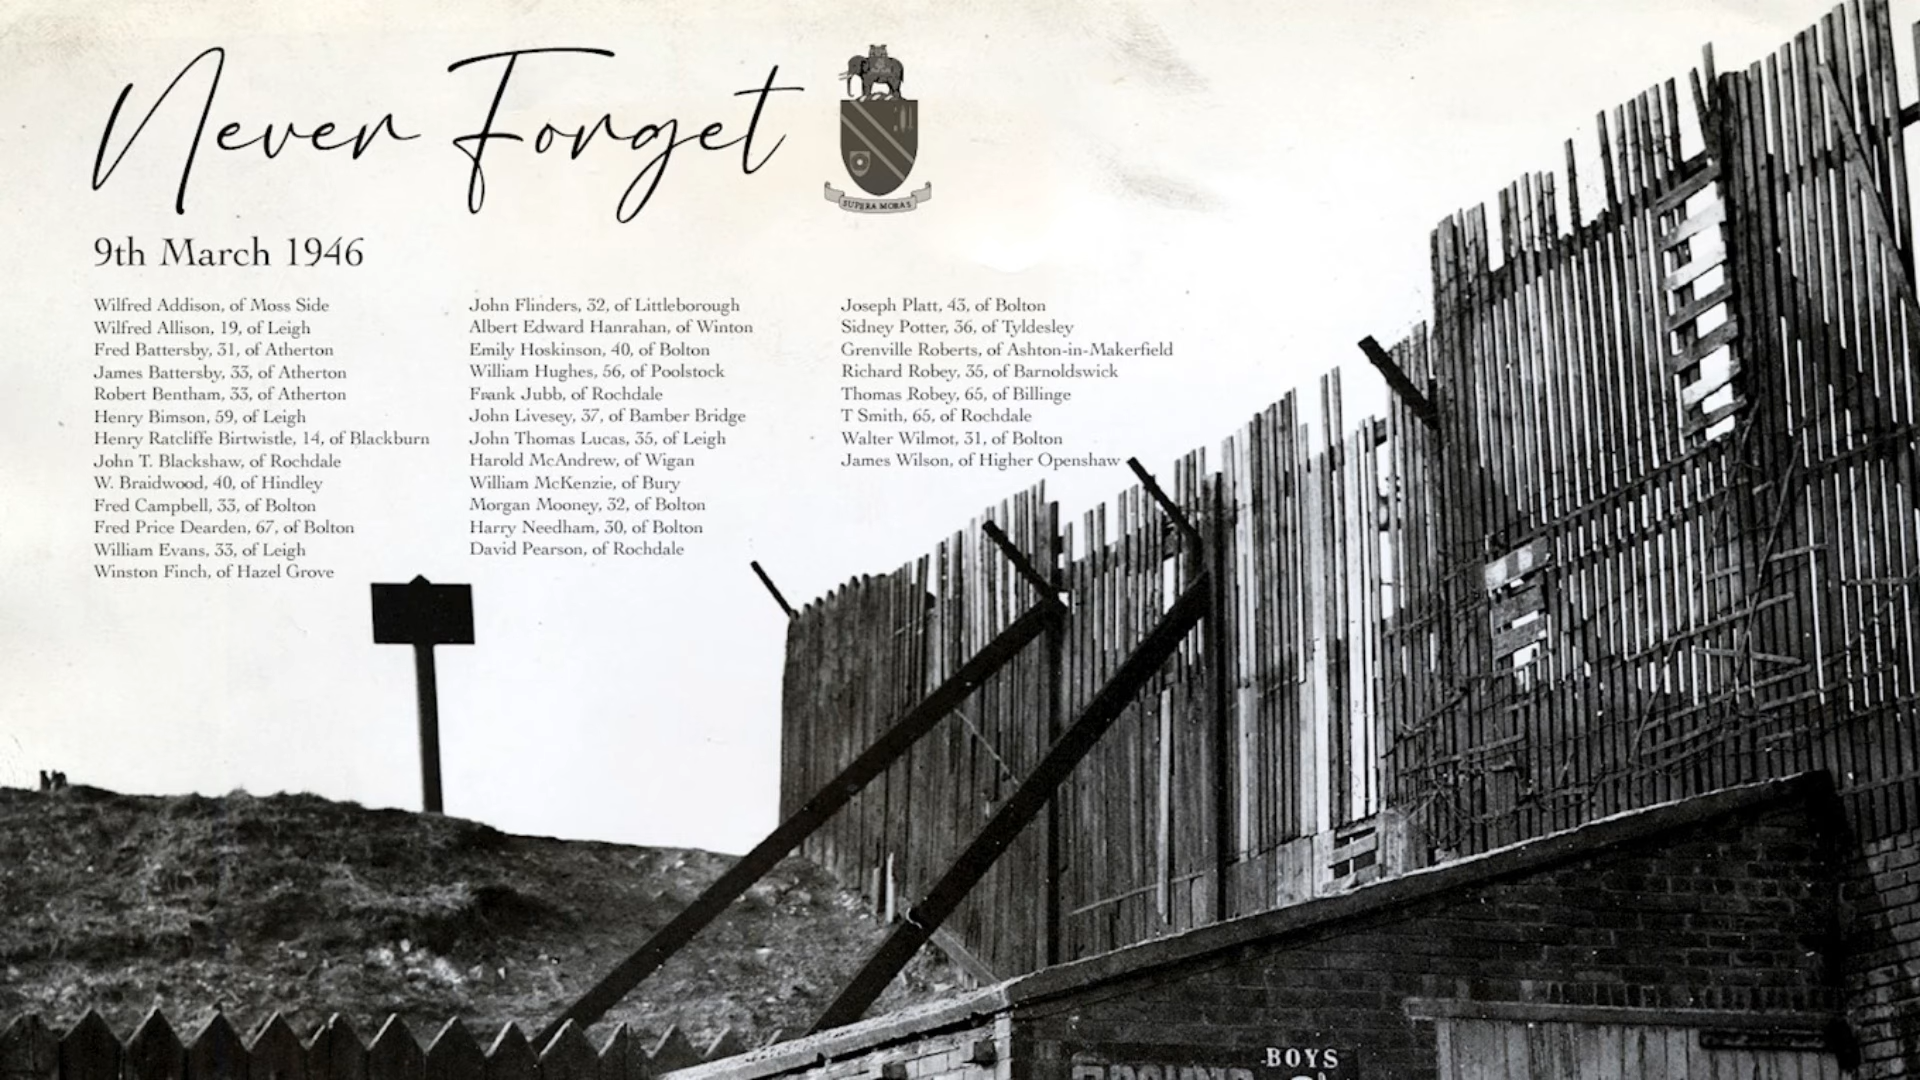 Never Forget
SUPERA MORAS
9th March 1946
Wilfred Addison, of Moss Side
Wilfred Allison, 19, of Leigh
Fred Battersby, 31, of Atherton
James Battersby, 33, of Atherton
Robert Bentham, 33, of Atherton
Henry Bimson, 59, of Leigh
Henry Ratcliffe Birtwistle, 14, of Blackburn
John T. Blackshaw, of Rochdale
W. Braidwood, 40, of Hindley
Fred Campbell, 33, of Bolton
Fred Price Dearden, 67, of Bolton
William Evans, 33, of Leigh
Winston Finch, of Hazel Grove
John Flinders, 32, of Littleborough
Albert Edward Hanrahan, of Winton
Emily Hoskinson, 40, of Bolton
William Hughes, 56, of Poolstock
Frank Jubb, of Rochdale
John Livesey, 37, of Bamber Bridge
John Thomas Lucas, 35, of Leigh
Harold McAndrew, of Wigan
William McKenzie, of Bury
Morgan Mooney, 32, of Bolton
Harry Needham, 30, of Bolton
David Pearson, of Rochdale
Joseph Platt, 43, of Bolton
Sidney Potter, 36, of Tyldesley
Grenville Roberts, of Ashton-in-Makerfield
Richard Robey, 35, of Barnoldswick
Thomas Robey, 65, of Billinge
T Smith, 65, of Rochdale
Walter Wilmot, 31, of Bolton
James Wilson, of Higher Openshaw
-BOYS